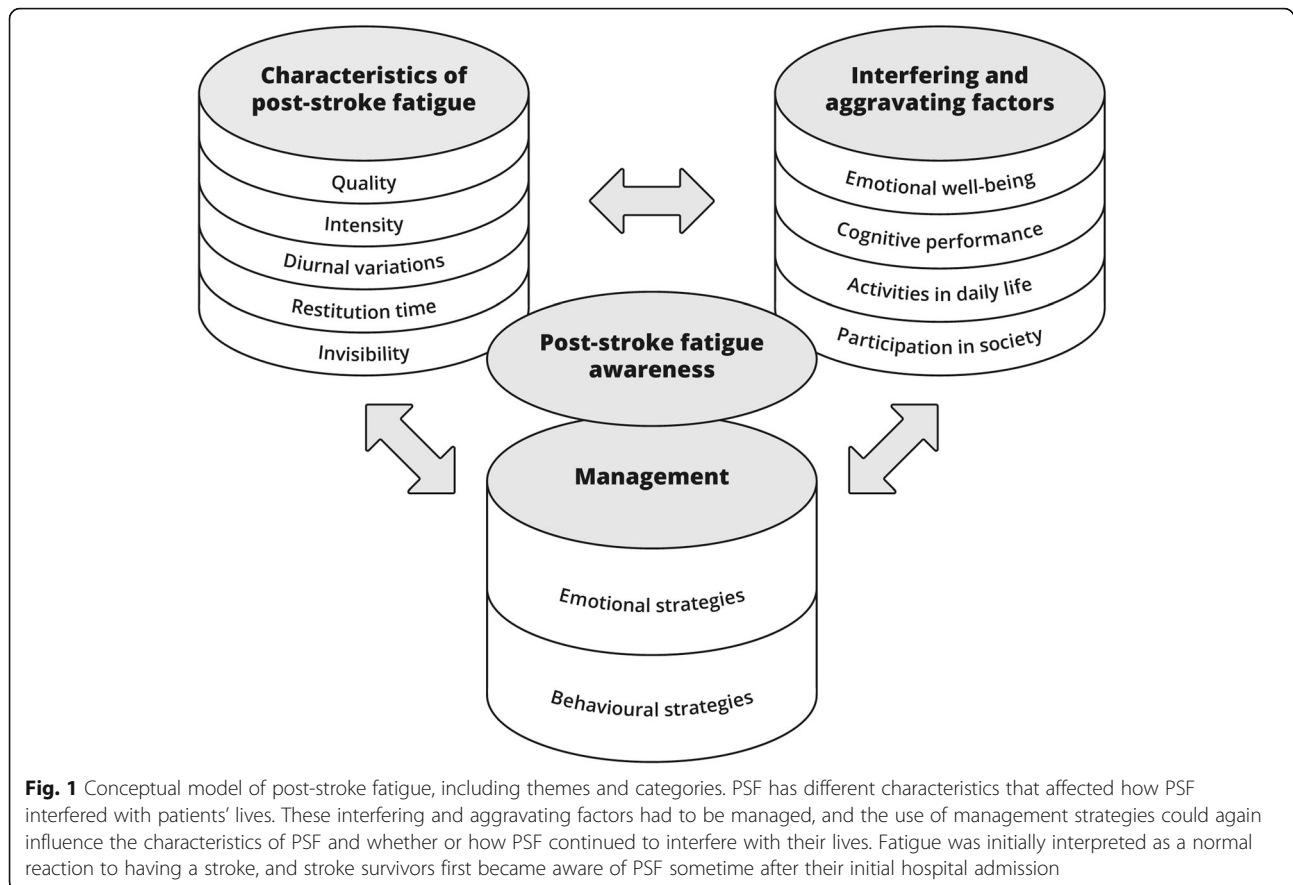 Characteristics of
post-stroke fatigue
Quality
Intensity
Diurnal variations
Restitution time
Invisibility
Interfering and
aggravating factors
Emotional well-being
Cognitive performance
Activities in daily life
Participation in society
Post-stroke fatigue
awareness
Management
Emotional strategies
Behavioural strategies
Fig. 1 Conceptual model of post-stroke fatigue, including themes and categories. PSF has different characteristics that affected how PSF
interfered with patients' lives. These interfering and aggravating factors had to be managed, and the use of management strategies could again
influence the characteristics of PSF and whether or how PSF continued to interfere with their lives. Fatigue was initially interpreted as a normal
reaction to having a stroke, and stroke survivors first became aware of PSF sometime after their initial hospital admission